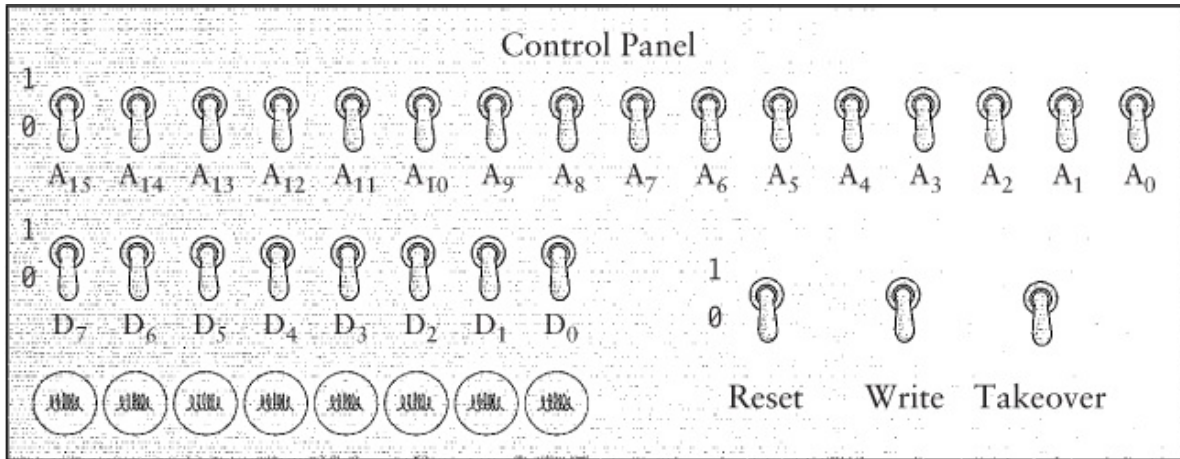 Control Panel
1
0
A15 A14 A13 A12 A11 A10 A9 A8 A7 A6 A5 A4 A3 A2 A1 A0
1
0
D7 D6 D5 D4 D3 D2 D1 D0
1
0
Reset Write Takeover